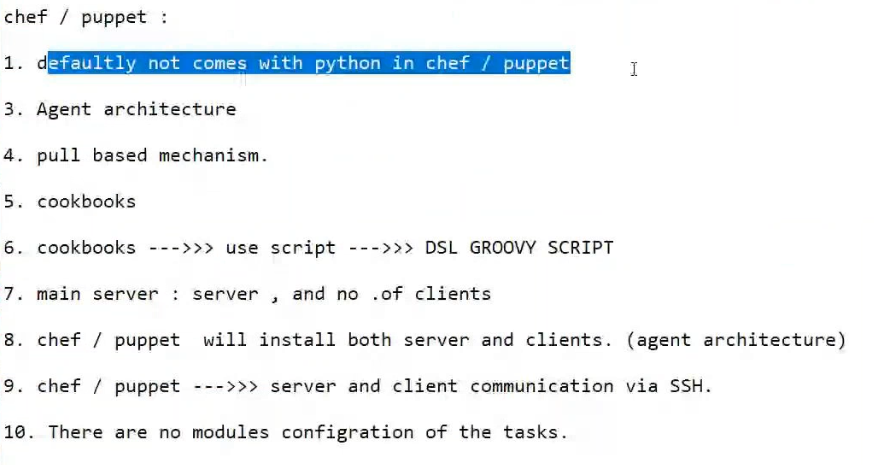 chef / puppet :
1. defaultly not comes with python in chef / puppet
3. Agent architecture
4. pull based mechanism.
5. cookbooks
6. cookbooks --->>> use script --->>> DSL GROOVY SCRIPT
7. main server : server , and no .of clients
8. chef / puppet  will install both server and clients. (agent architecture)
9. chef / puppet --->>> server and client communication via SSH.
10. There are no modules configration of the tasks.